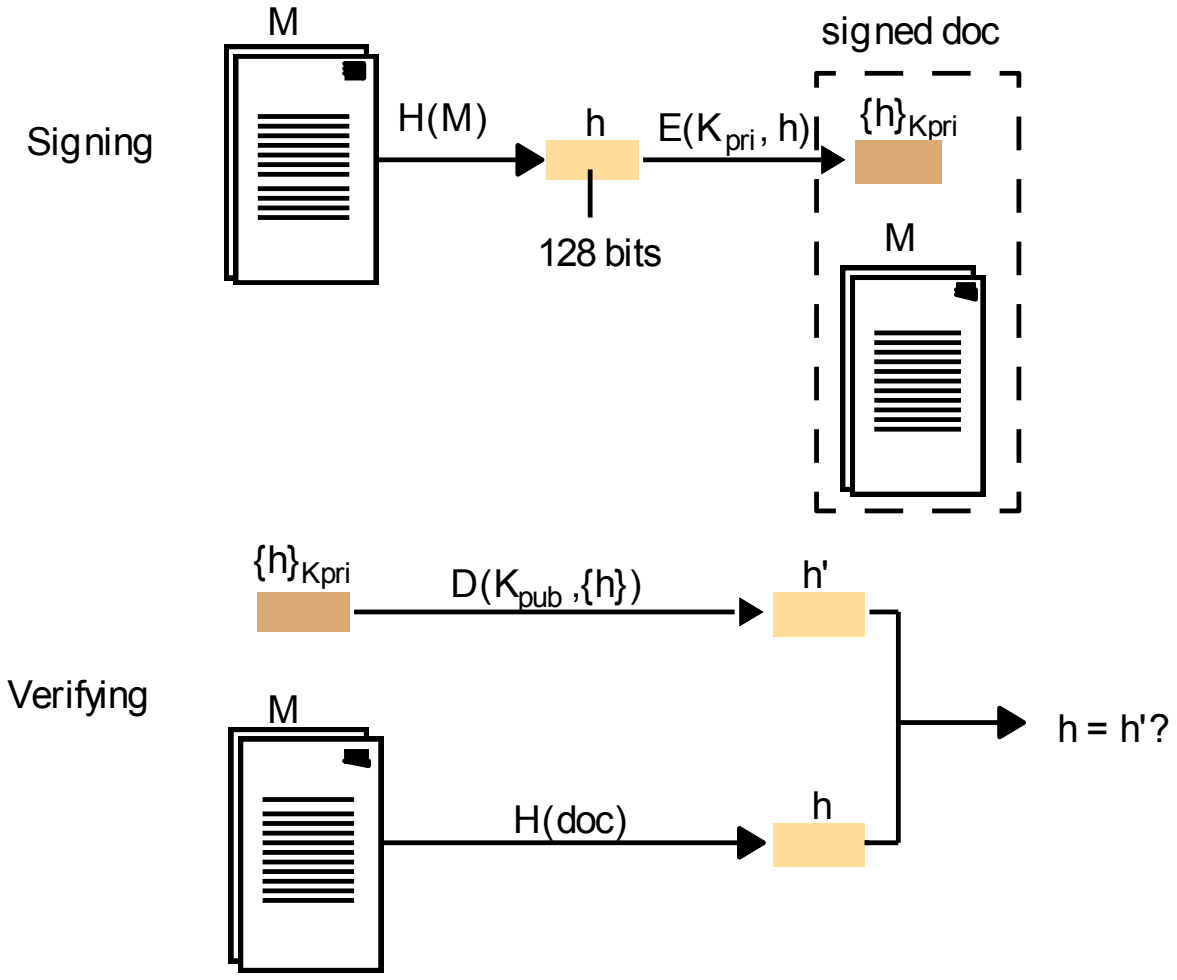 M
signed doc
Signing
H(M)
h
E(Kpri, h)
{h}Kpri
128 bits
M
{h}Kpri
D(Kpub ,{h})
h'
Verifying
M
h = h'?
H(doc)
h